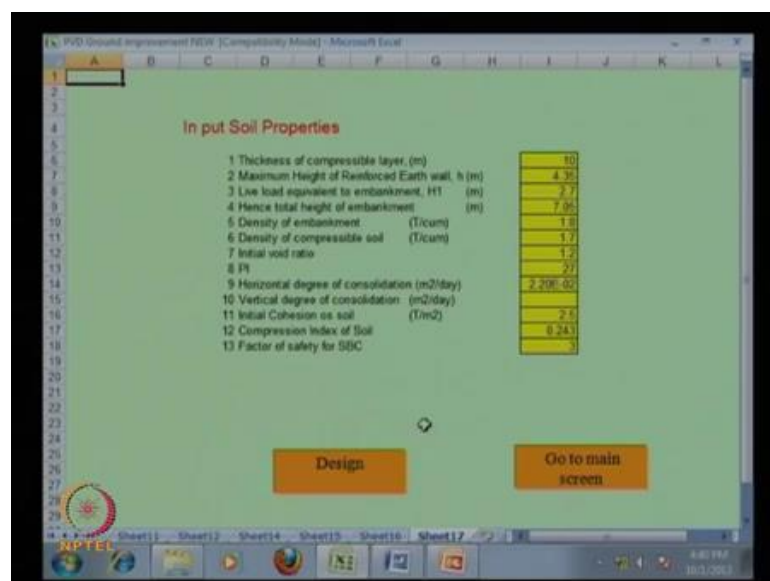 PVD Ground improvement NEW [Compatibility Mode] - Microsoft Excel
A B C D E F G H I J K L
In put Soil Properties
1 Thickness of compressible layer, (m) 10
2 Maximum Height of Reinforced Earth wall, h (m) 4.35
3 Live load equivalent to embankment, H1 (m) 2.7
4 Hence total height of embankment (m) 7.05
5 Density of embankment (T/cum) 1.8
6 Density of compressible soil (T/cum) 1.7
7 Initial void ratio 1.2
8 PI 27
9 Horizontal degree of consolidation (m2/day) 2.20E-02
10 Vertical degree of consolidation (m2/day)
11 Initial Cohesion os soil (T/m2) 2.5
12 Compression Index of Soil 0.243
13 Factor of safety for SBC 3
Design
Go to main
screen
Sheet11 Sheet12 Sheet14 Sheet15 Sheet16 Sheet17
NPTEL
4:40 PM
10/1/2013